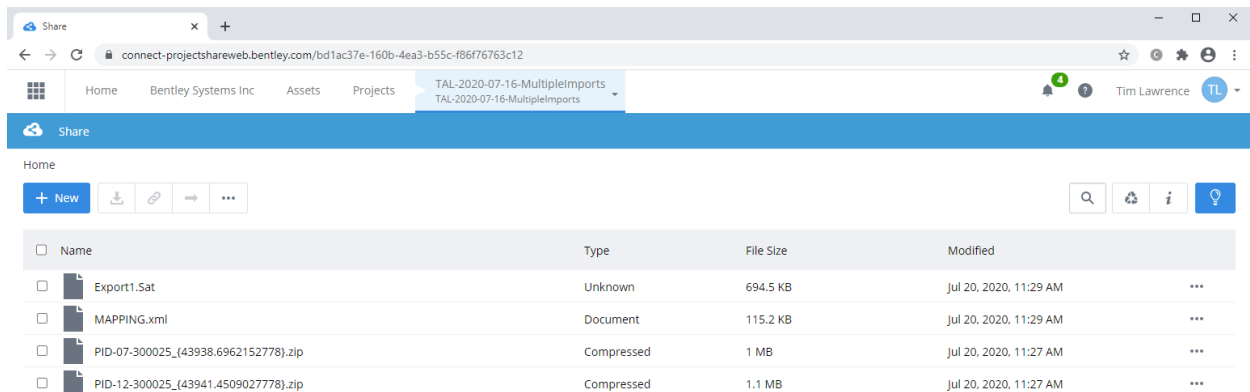 Share
connect-projectshareweb.bentley.com/bd1ac37e-160b-4ea3-b55c-f86f76763c12
Home Bentley Systems Inc Assets Projects TAL-2020-07-16-MultipleImports 4 ? Tim Lawrence TL
TAL-2020-07-16-MultipleImports
Share
Home
+ New i
Name Type File Size Modified
Export1.Sat Unknown 694.5 KB Jul 20, 2020, 11:29 AM
MAPPING.xml Document 115.2 KB Jul 20, 2020, 11:29 AM
PID-07-300025_{43938.6962152778}.zip Compressed 1 MB Jul 20, 2020, 11:27 AM
PID-12-300025_{43941.4509027778}.zip Compressed 1.1 MB Jul 20, 2020, 11:27 AM